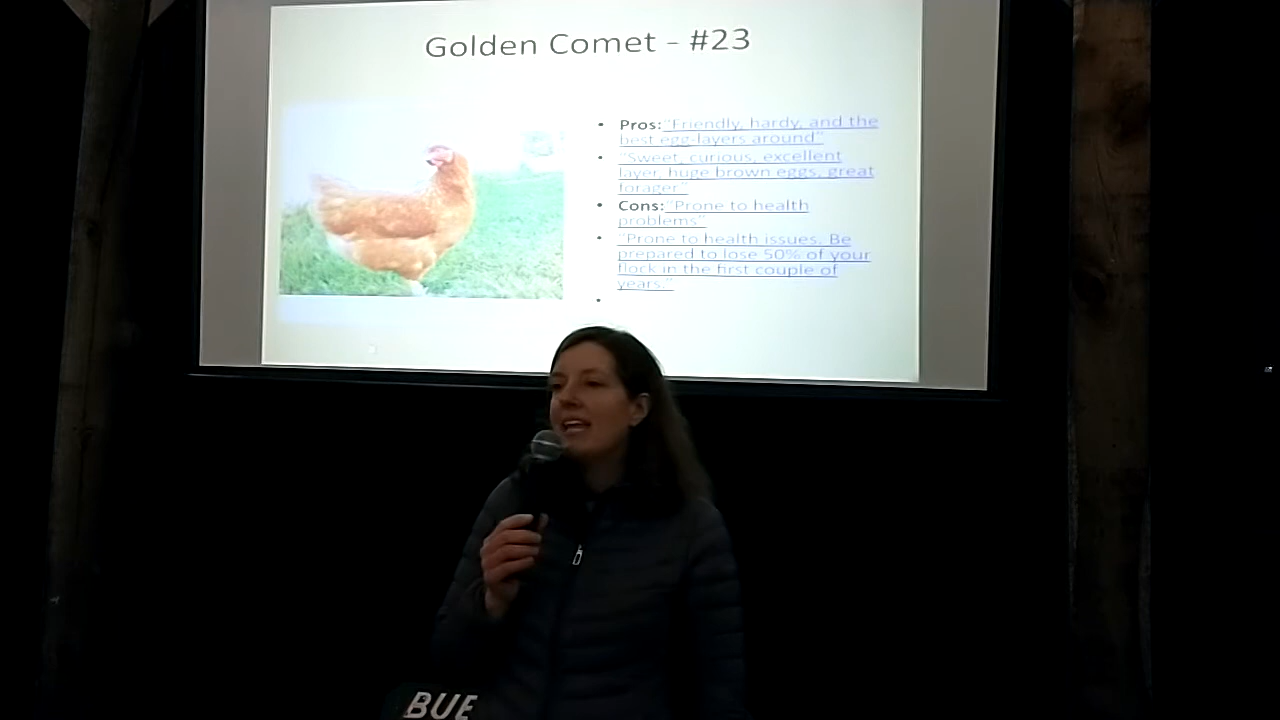 Golden Comet – #23
• Pros: "Friendly, hardy, and the
best egg-layers around"
• "Sweet, curious, excellent
layer, huge brown eggs, great
forager"
• Cons: "Prone to health
problems"
• "Prone to health issues. Be
prepared to lose 50% of your
flock in the first couple of
years."
•
BUE